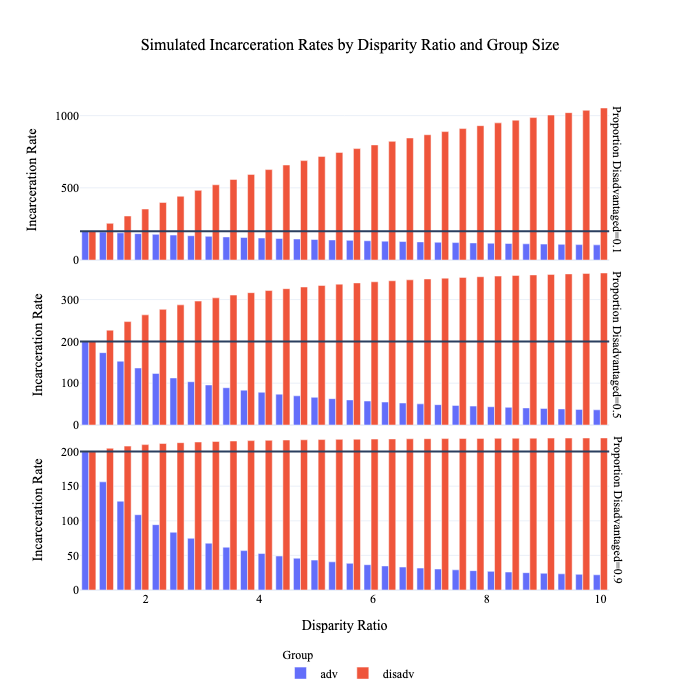 Simulated Incarceration Rates by Disparity Ratio and Group Size
1000
500
0
Incarceration Rate
Proportion Disadvantaged=0.1
300
200
100
0
Incarceration Rate
Proportion Disadvantaged=0.5
200
150
100
50
0
Incarceration Rate
Proportion Disadvantaged=0.9
2 4 6 8 10
Disparity Ratio
Group
adv disadv